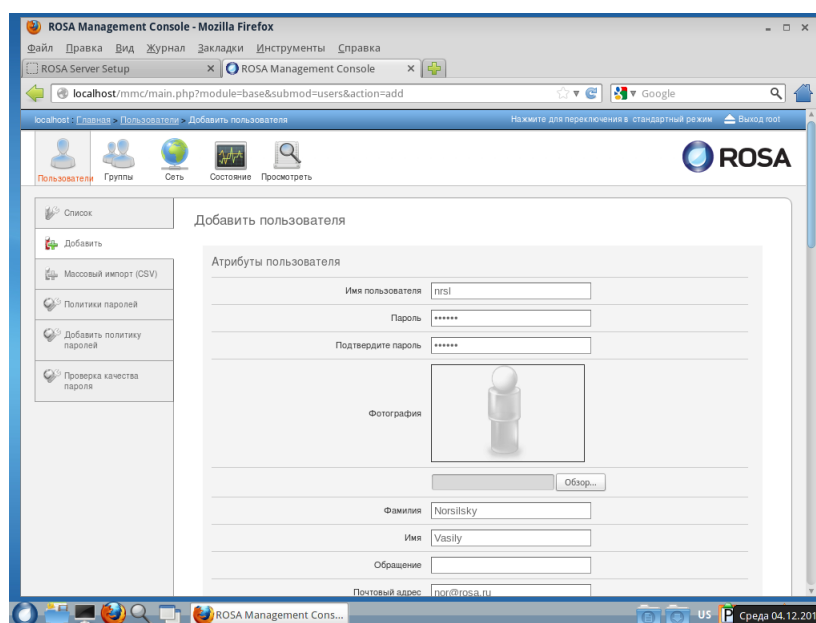 ROSA Management Console - Mozilla Firefox
Файл Правка Вид Журнал Закладки Инструменты Справка
ROSA Server Setup
ROSA Management Console
localhost/mmc/main.php?module=base&submod=users&action=add
Google
localhost : Главная > Пользователи > Добавить пользователя
Нажмите для переключения в стандартный режим
Выход root
Пользователи
Группы
Сеть
Состояние
Просмотреть
ROSA
Список
Добавить
Массовый импорт (CSV)
Политики паролей
Добавить политику
паролей
Проверка качества
пароля
Добавить пользователя
Атрибуты пользователя
Имя пользователя nrsl
Пароль ••••••
Подтвердите пароль ••••••
Фотография
Обзор...
Фамилия Norsilsky
Имя Vasily
Обращение
Почтовый адрес nor@rosa.ru
ROSA Management Cons...
US
Среда 04.12.201